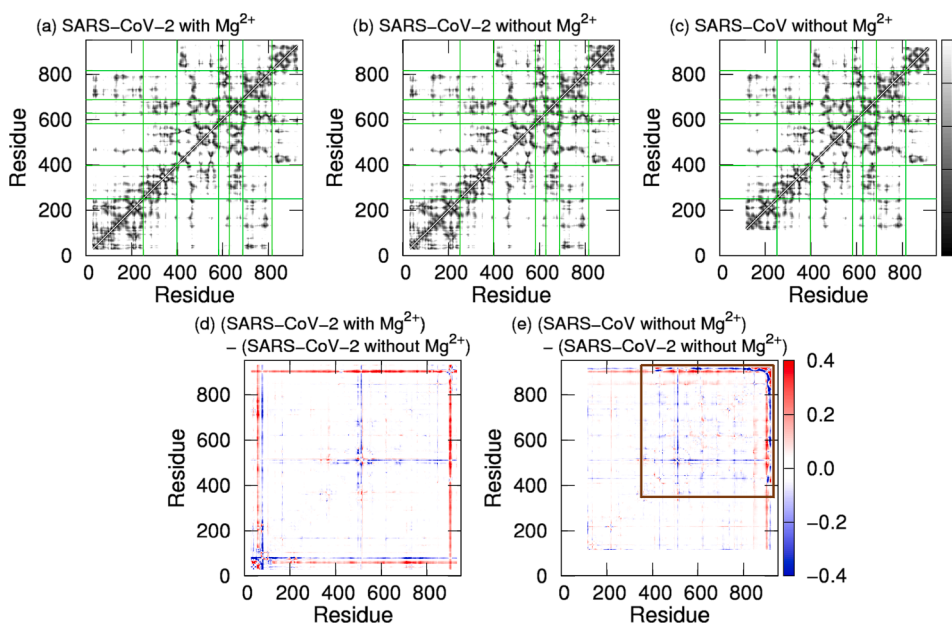 (a) SARS−CoV−2 with Mg2+
(b) SARS−CoV−2 without Mg2+
(c) SARS−CoV without Mg2+
Residue
800
600
400
200
0
0 200 400 600 800
Residue
Residue
800
600
400
200
0
0 200 400 600 800
Residue
Residue
800
600
400
200
0
0 200 400 600 800
Residue
(d) (SARS−CoV−2 with Mg2+)
− (SARS−CoV−2 without Mg2+)
(e) (SARS−CoV without Mg2+)
− (SARS−CoV−2 without Mg2+)
Residue
800
600
400
200
0
0 200 400 600 800
Residue
Residue
800
600
400
200
0
0 200 400 600 800
Residue
0.4
0.2
0.0
−0.2
−0.4